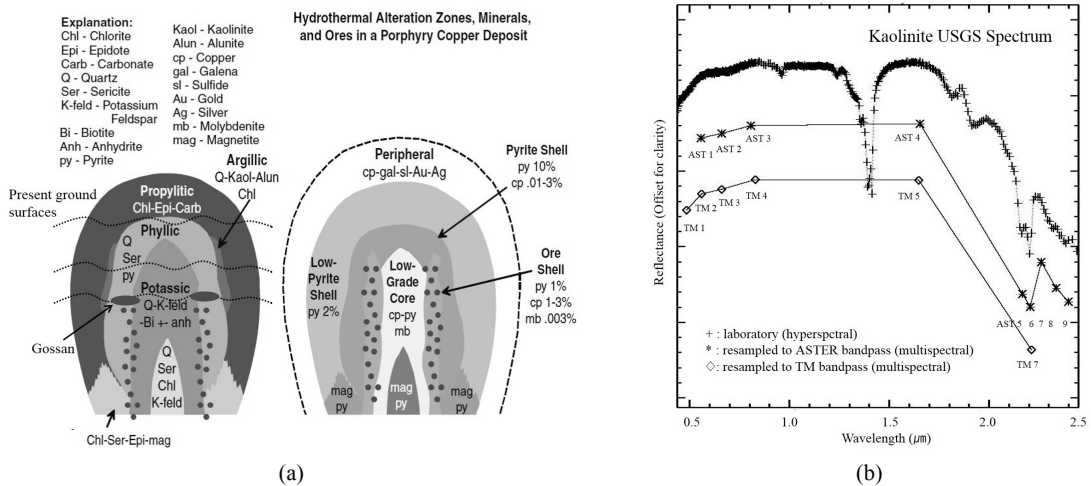 Explanation:
Chl - Chlorite
Epi - Epidote
Carb - Carbonate
Q - Quartz
Ser - Sericite
K-feld - Potassium
Feldspar
Bi - Biotite
Anh - Anhydrite
py - Pyrite
Kaol - Kaolinite
Alun - Alunite
cp - Copper
gal - Galena
sl - Sulfide
Au - Gold
Ag - Silver
mb - Molybdenite
mag - Magnetite
Hydrothermal Alteration Zones, Minerals,
and Ores in a Porphyry Copper Deposit
Argillic
Q-Kaol-Alun
Chl
Present ground
surfaces
Propylitic
Chl-Epi-Carb
Phyllic
Q
Ser
py
Potassic
Q-K-feld
-Bi +- anh
Gossan
Q
Ser
Chl
K-feld
Chl-Ser-Epi-mag
Peripheral
cp-gal-sl-Au-Ag
Pyrite Shell
py 10%
cp .01-3%
Low-
Pyrite
Shell
py 2%
Low-
Grade
Core
cp-py
mb
Ore
Shell
py 1%
cp 1-3%
mb .003%
mag
py
mag
py
mag
py
(a)
Kaolinite USGS Spectrum
Reflectance (Offset for clarity)
AST 1
AST 2
AST 3
AST 4
TM 1
TM 2
TM 3
TM 4
TM 5
AST 5 6 7 8 9
TM 7
+ : laboratory (hyperspctral)
* : resampled to ASTER bandpass (multispectral)
◇ : resampled to TM bandpass (multispectral)
0.5 1.0 1.5 2.0 2.5
Wavelength (㎛)
(b)